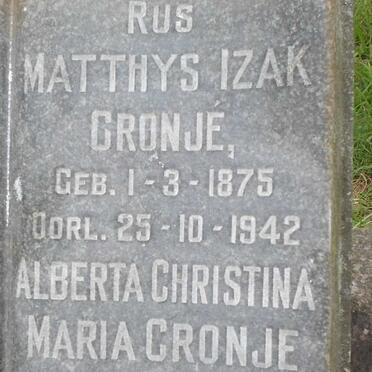 RUS
MATTHYS IZAK
CRONJÉ,
GEB. 1-3-1875
OORL. 25-10-1942
ALBERTA CHRISTINA
MARIA CRONJE